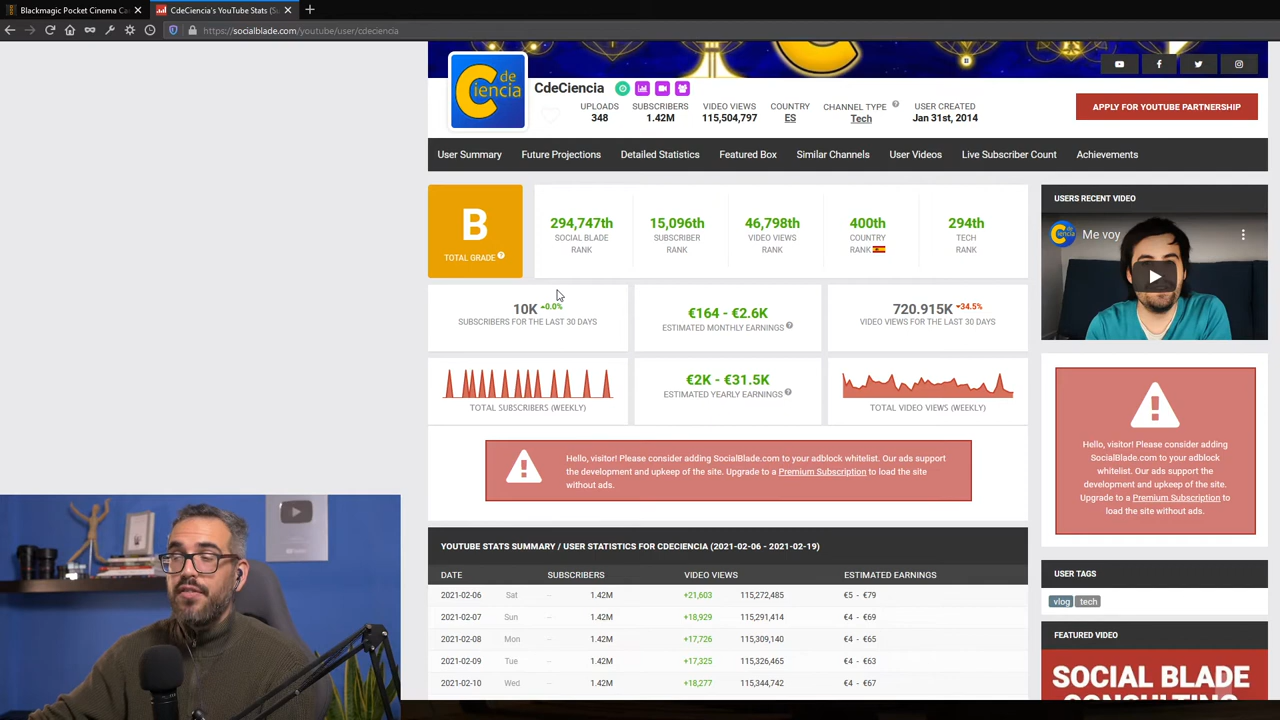 Blackmagic Pocket Cinema Ca
CdeCiencia's YouTube Stats (Su
https://socialblade.com/youtube/user/cdeciencia
C de ciencia
CdeCiencia
UPLOADS
348
SUBSCRIBERS
1.42M
VIDEO VIEWS
115,504,797
COUNTRY
ES
CHANNEL TYPE
Tech
USER CREATED
Jan 31st, 2014
APPLY FOR YOUTUBE PARTNERSHIP
User Summary
Future Projections
Detailed Statistics
Featured Box
Similar Channels
User Videos
Live Subscriber Count
Achievements
B
TOTAL GRADE
294,747th
SOCIAL BLADE
RANK
15,096th
SUBSCRIBER
RANK
46,798th
VIDEO VIEWS
RANK
400th
COUNTRY
RANK
294th
TECH
RANK
10K +0.0%
SUBSCRIBERS FOR THE LAST 30 DAYS
€164 - €2.6K
ESTIMATED MONTHLY EARNINGS
720.915K -34.5%
VIDEO VIEWS FOR THE LAST 30 DAYS
TOTAL SUBSCRIBERS (WEEKLY)
€2K - €31.5K
ESTIMATED YEARLY EARNINGS
TOTAL VIDEO VIEWS (WEEKLY)
Hello, visitor! Please consider adding SocialBlade.com to your adblock whitelist. Our ads support
the development and upkeep of the site. Upgrade to a Premium Subscription to load the site
without ads.
YOUTUBE STATS SUMMARY / USER STATISTICS FOR CDECIENCIA (2021-02-06 - 2021-02-19)
DATE SUBSCRIBERS VIDEO VIEWS ESTIMATED EARNINGS
2021-02-06 Sat -- 1.42M +21,603 115,272,485 €5 - €79
2021-02-07 Sun -- 1.42M +18,929 115,291,414 €4 - €69
2021-02-08 Mon -- 1.42M +17,726 115,309,140 €4 - €65
2021-02-09 Tue -- 1.42M +17,325 115,326,465 €4 - €63
2021-02-10 Wed -- 1.42M +18,277 115,344,742 €4 - €67
USERS RECENT VIDEO
Me voy
Hello, visitor! Please
consider adding
SocialBlade.com to your adblock
whitelist. Our ads support the
development and upkeep of the site.
Upgrade to a Premium Subscription to
load the site without ads.
USER TAGS
vlog
tech
FEATURED VIDEO
SOCIAL BLADE
CONSULTING